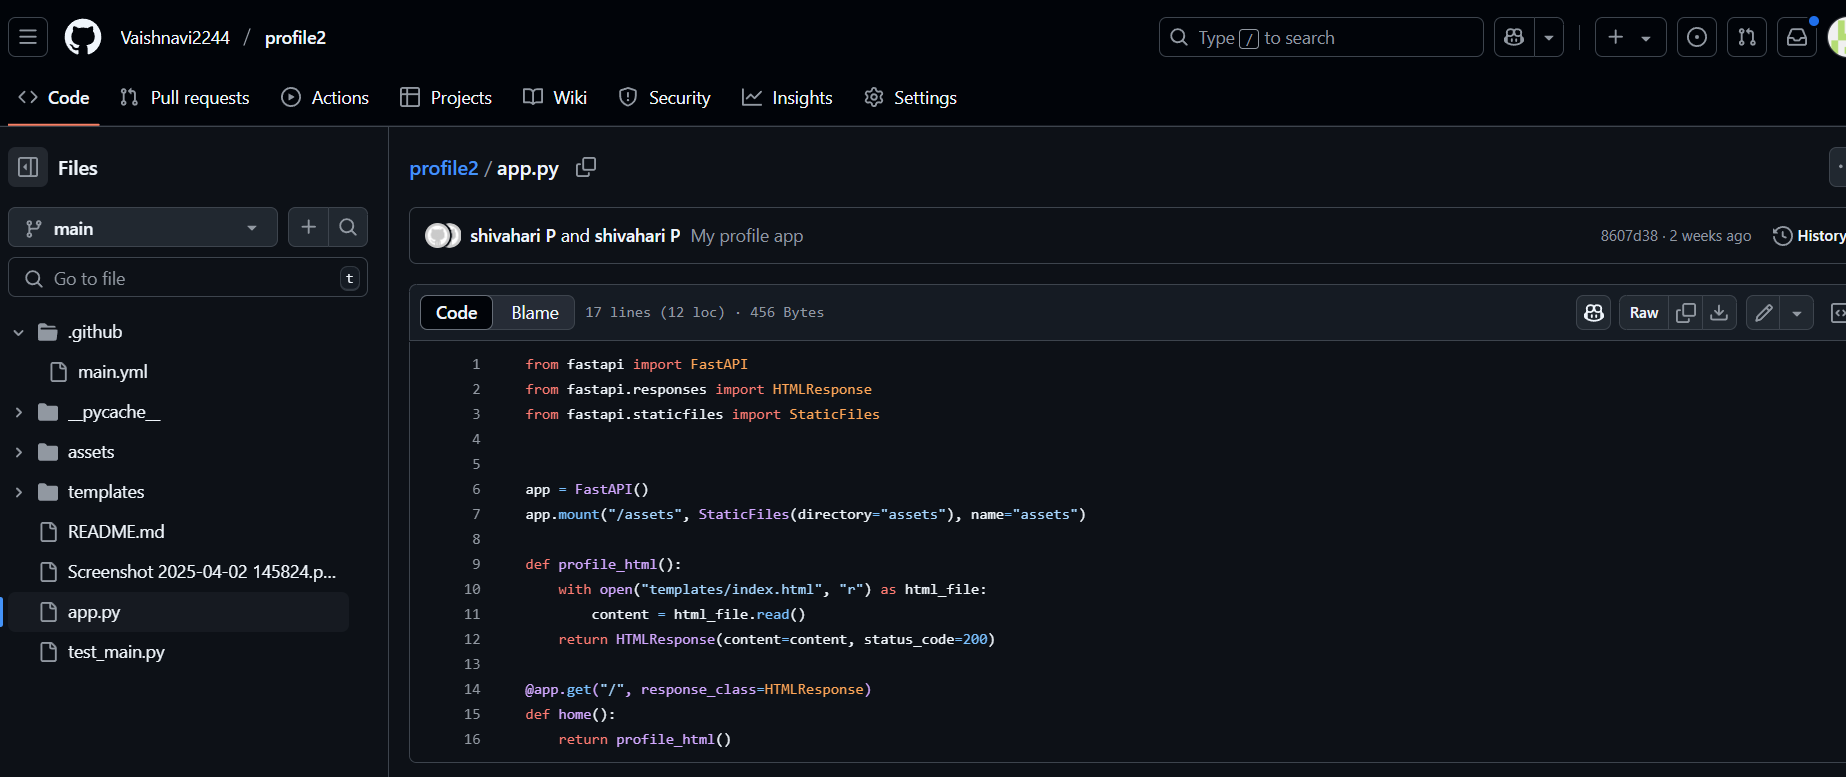 Vaishnavi2244 / profile2
Type / to search
Code Pull requests Actions Projects Wiki Security Insights Settings
Files
main
Go to file t
.github
main.yml
__pycache__
assets
templates
README.md
Screenshot 2025-04-02 145824.p...
app.py
test_main.py
profile2 / app.py
shivahari P and shivahari P My profile app 8607d38 · 2 weeks ago History
Code Blame 17 lines (12 loc) · 456 Bytes Raw
1 from fastapi import FastAPI
2 from fastapi.responses import HTMLResponse
3 from fastapi.staticfiles import StaticFiles
4
5
6 app = FastAPI()
7 app.mount("/assets", StaticFiles(directory="assets"), name="assets")
8
9 def profile_html():
10     with open("templates/index.html", "r") as html_file:
11         content = html_file.read()
12     return HTMLResponse(content=content, status_code=200)
13
14 @app.get("/", response_class=HTMLResponse)
15 def home():
16     return profile_html()